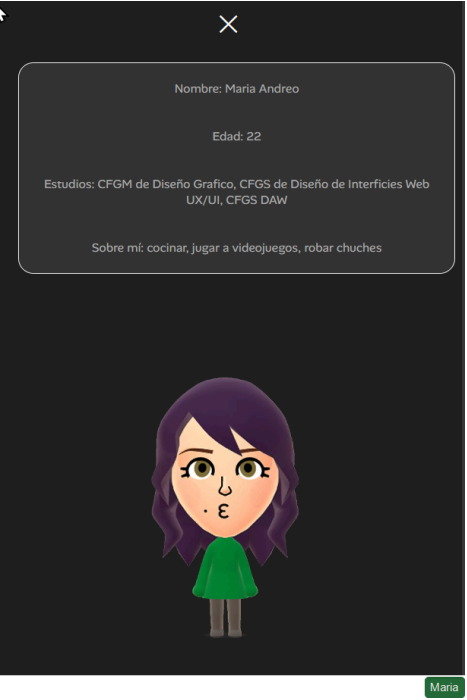 Nombre: Maria Andreo
Edad: 22
Estudios: CFGM de Diseño Grafico, CFGS de Diseño de Interficies Web
UX/UI, CFGS DAW
Sobre mí: cocinar, jugar a videojuegos, robar chuches
Maria